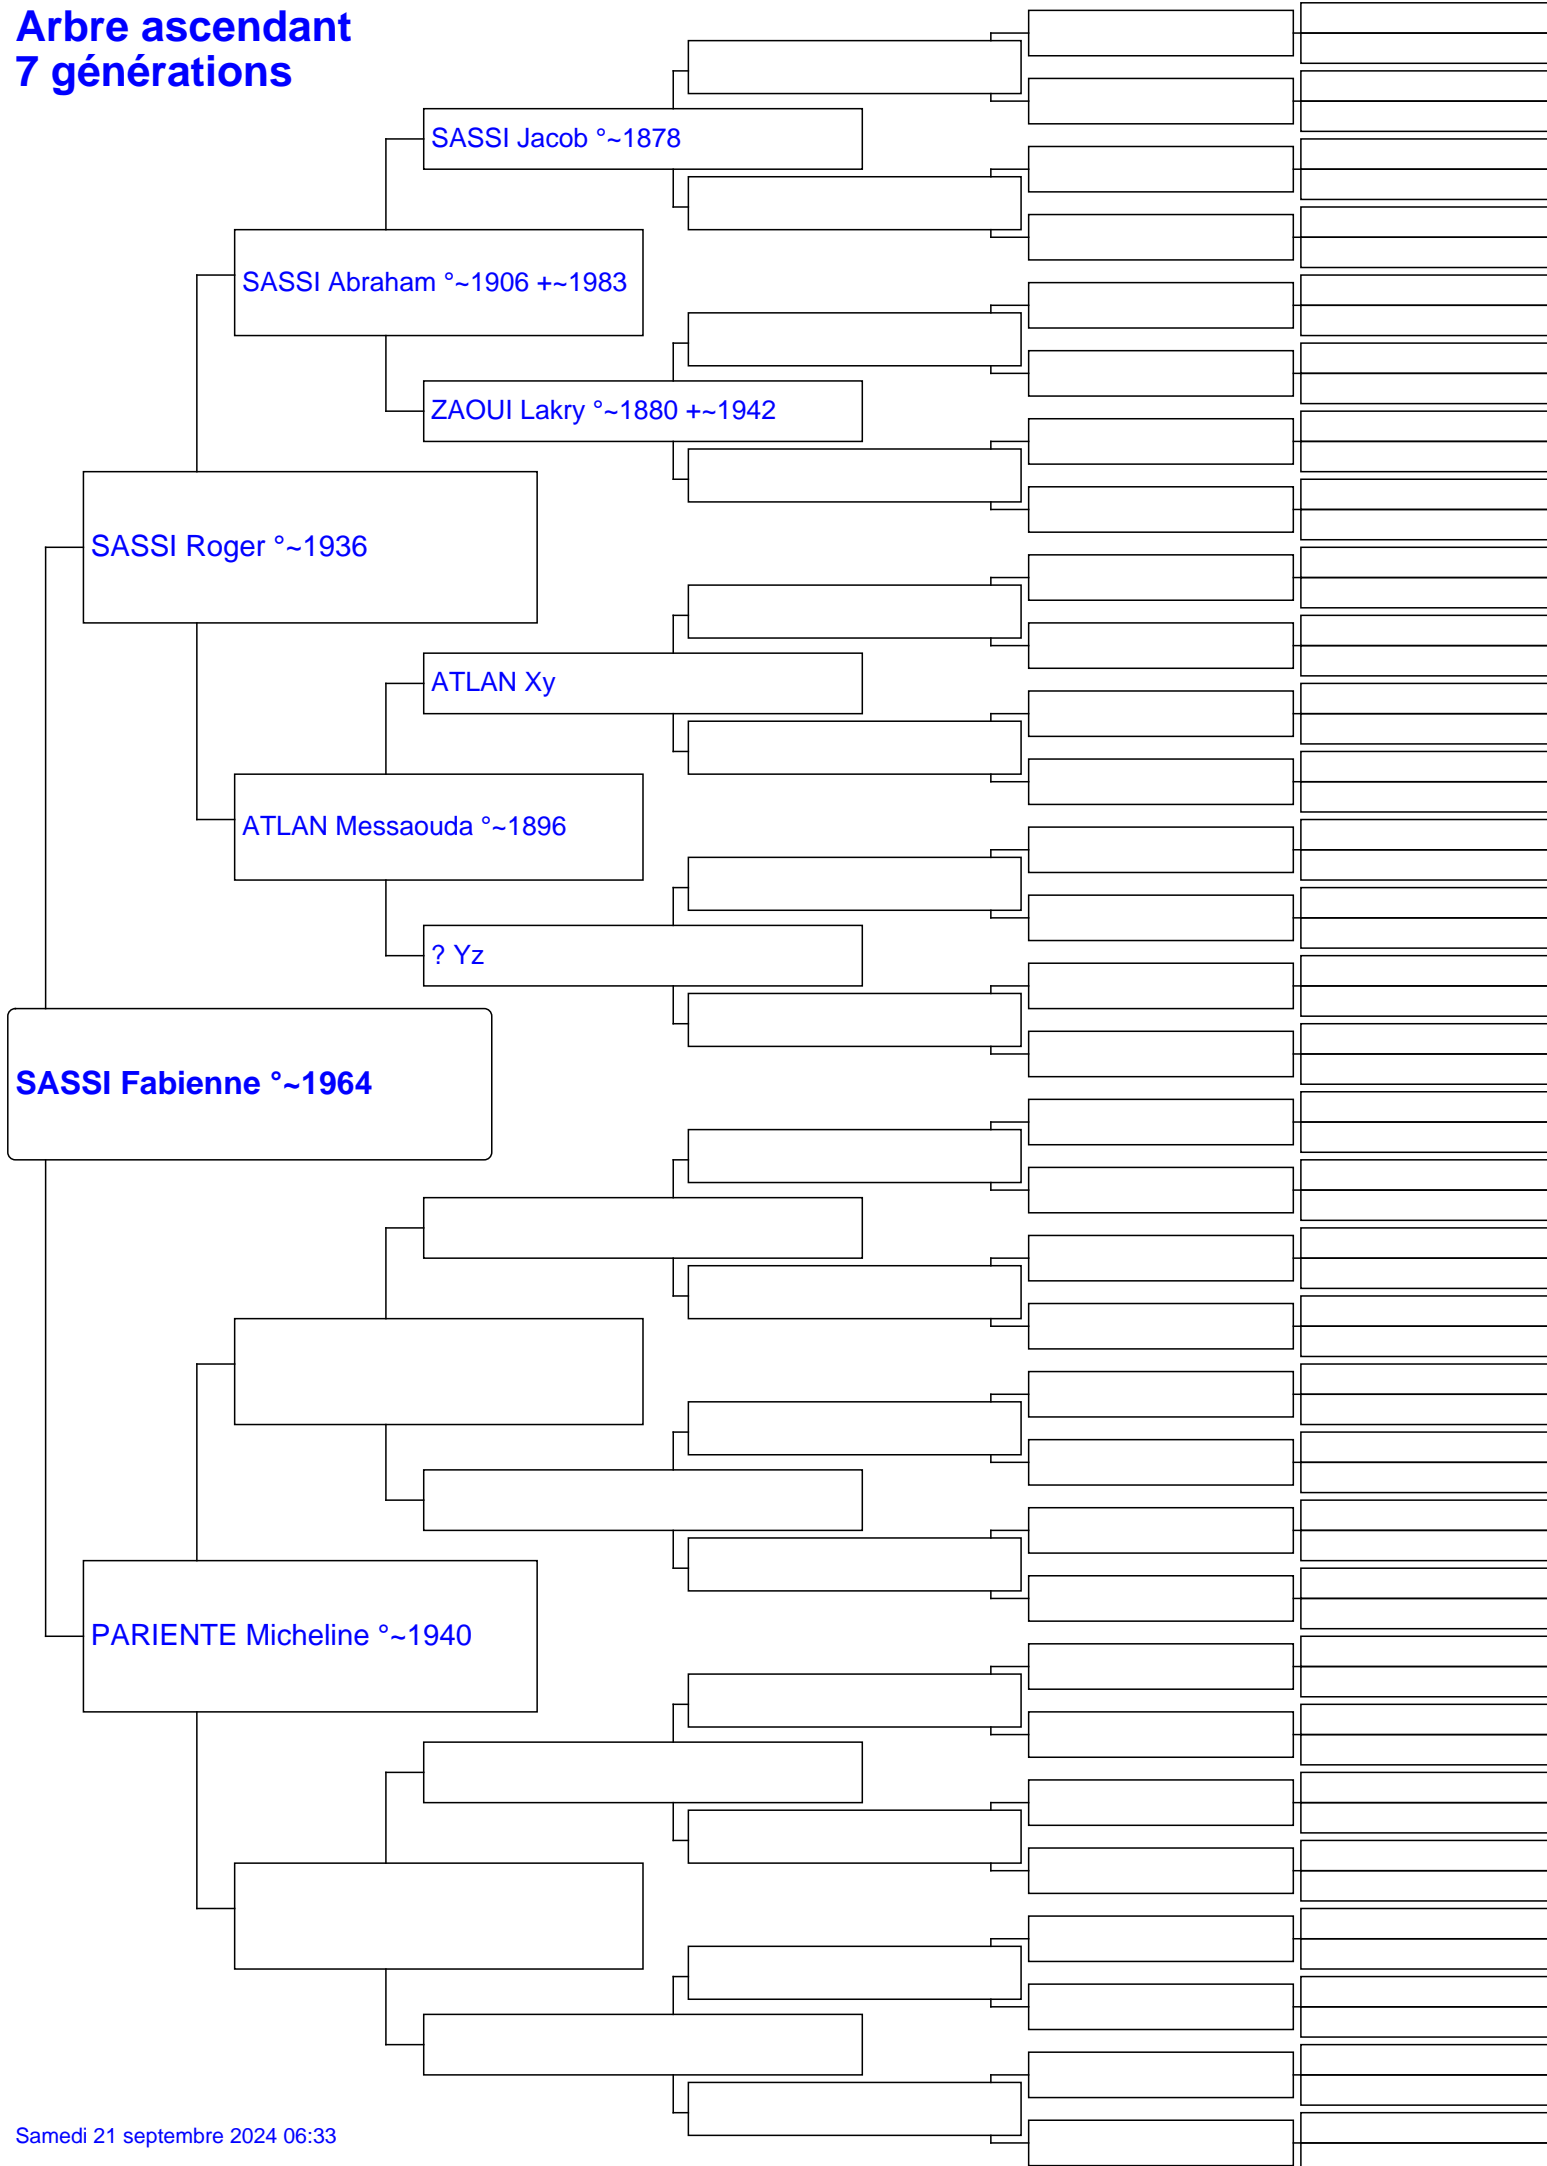 Arbre ascendant
7 générations
SASSI Jacob °~1878
SASSI Abraham °~1906 +~1983
ZAOUI Lakry °~1880 +~1942
SASSI Roger °~1936
ATLAN Xy
ATLAN Messaouda °~1896
? Yz
SASSI Fabienne °~1964
PARIENTE Micheline °~1940
Samedi 21 septembre 2024 06:33